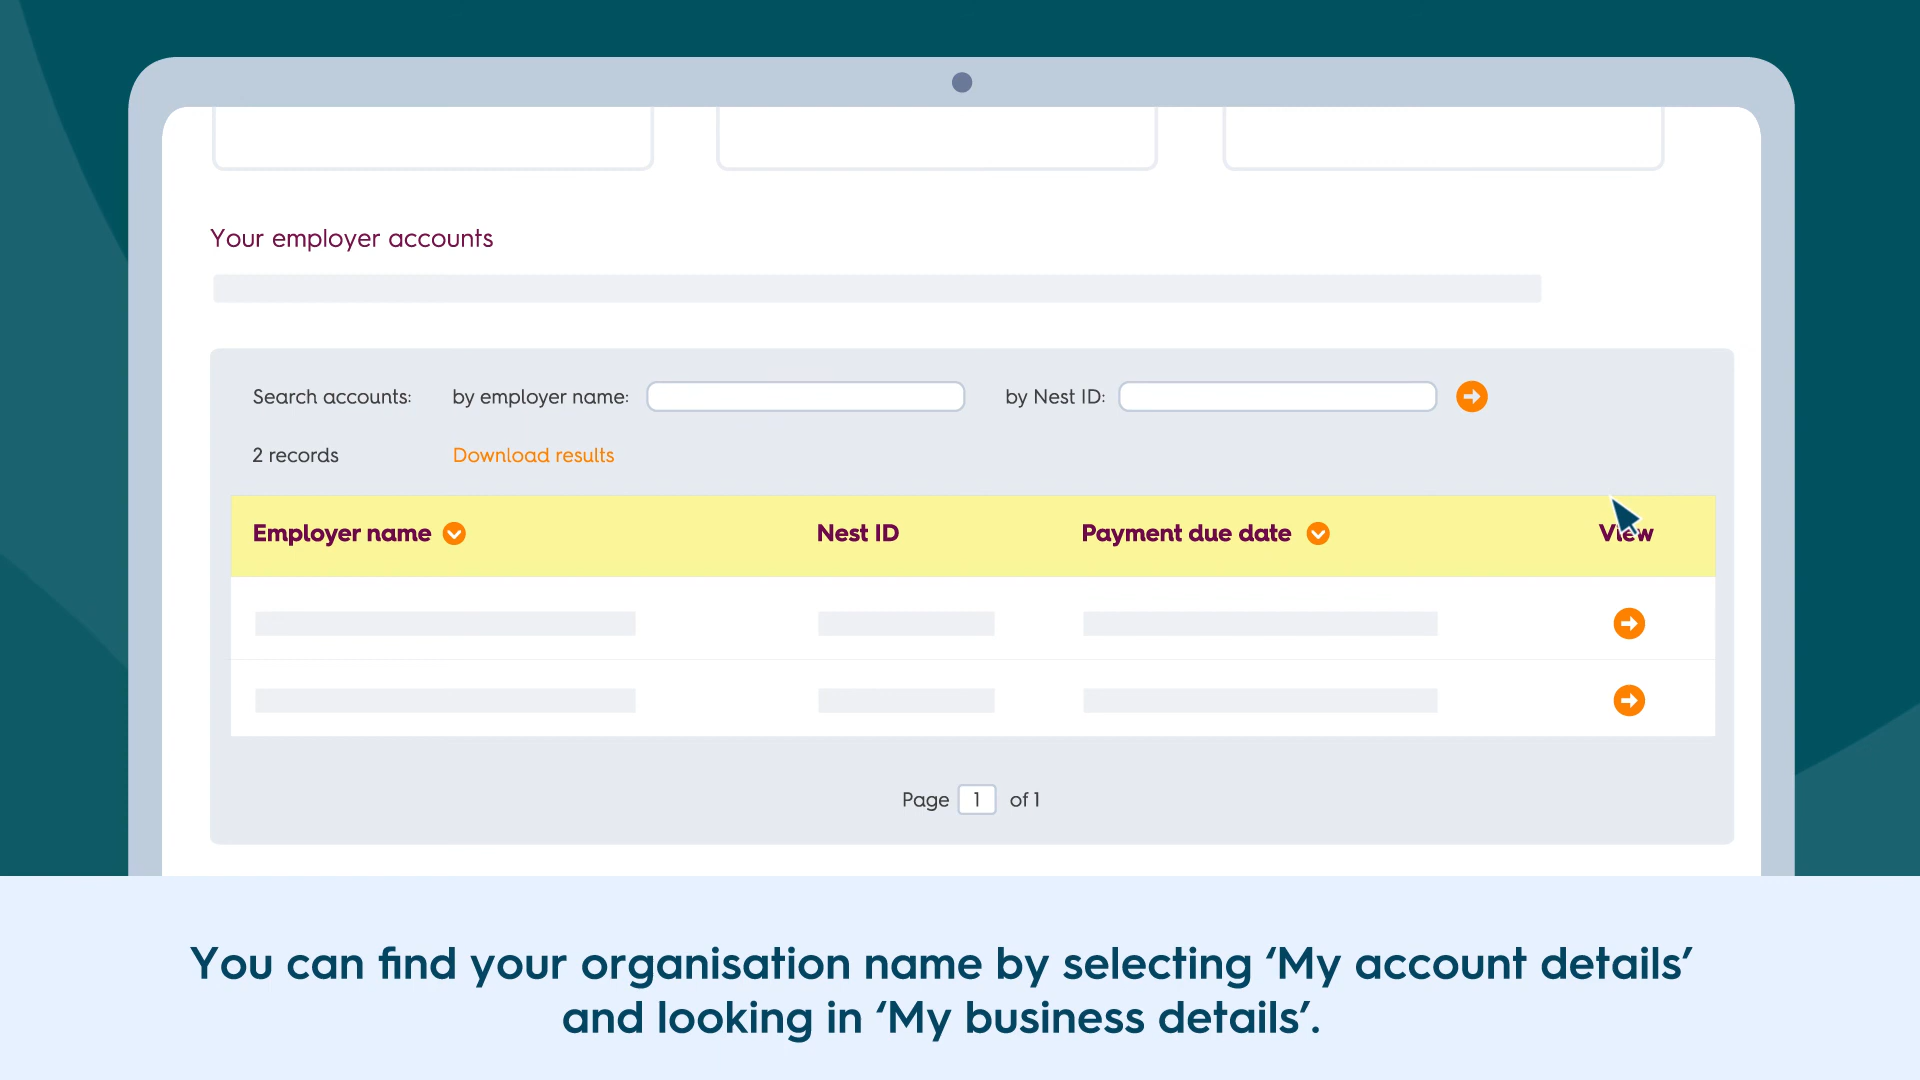 Your employer accounts
Search accounts: by employer name: by Nest ID:
2 records Download results
Employer name Nest ID Payment due date View
Page 1 of 1
You can find your organisation name by selecting ‘My account details’
and looking in ‘My business details’.